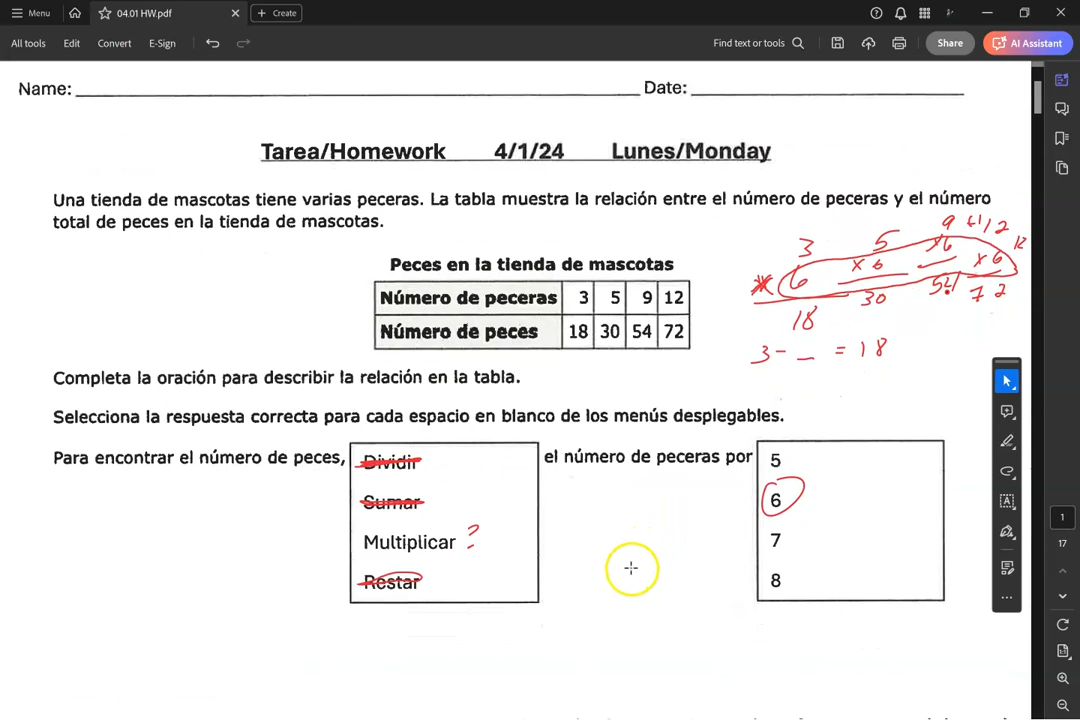 Menu 04.01 HW.pdf Create
All tools Edit Convert E-Sign Find text or tools Share AI Assistant
Name: Date:
Tarea/Homework 4/1/24 Lunes/Monday
Una tienda de mascotas tiene varias peceras. La tabla muestra la relación entre el número de peceras y el número
total de peces en la tienda de mascotas.
Peces en la tienda de mascotas
Número de peceras 3 5 9 12
Número de peces 18 30 54 72
3 5 9 12
6 x 6 x6 x 6
18 30 54 72
3 - _ = 18
Completa la oración para describir la relación en la tabla.
Selecciona la respuesta correcta para cada espacio en blanco de los menús desplegables.
Para encontrar el número de peces, Dividir el número de peceras por 5
Sumar 6
Multiplicar ? 7
Restar 8
1
17